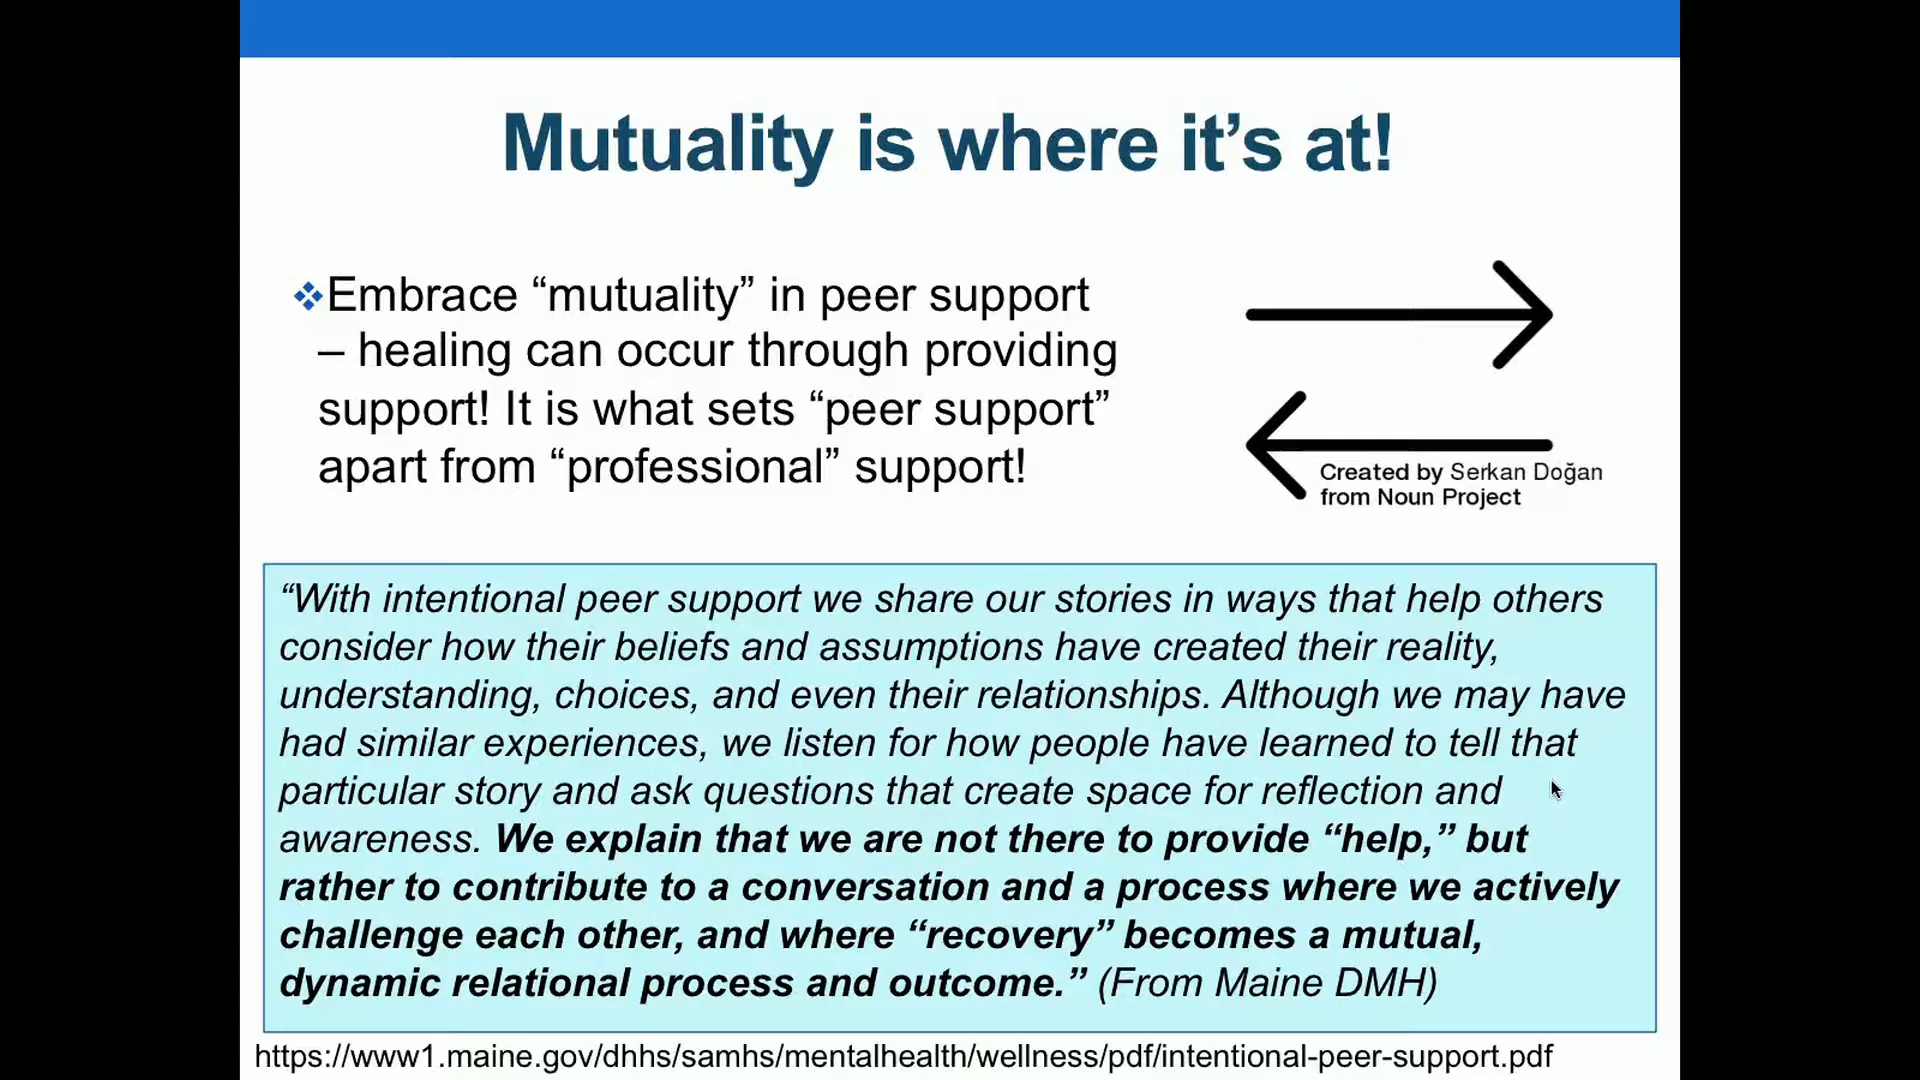 Mutuality is where it’s at!
❖Embrace “mutuality” in peer support
– healing can occur through providing
support! It is what sets “peer support”
apart from “professional” support!
Created by Serkan Doğan
from Noun Project
“With intentional peer support we share our stories in ways that help others
consider how their beliefs and assumptions have created their reality,
understanding, choices, and even their relationships. Although we may have
had similar experiences, we listen for how people have learned to tell that
particular story and ask questions that create space for reflection and
awareness. We explain that we are not there to provide “help,” but
rather to contribute to a conversation and a process where we actively
challenge each other, and where “recovery” becomes a mutual,
dynamic relational process and outcome.” (From Maine DMH)
https://www1.maine.gov/dhhs/samhs/mentalhealth/wellness/pdf/intentional-peer-support.pdf